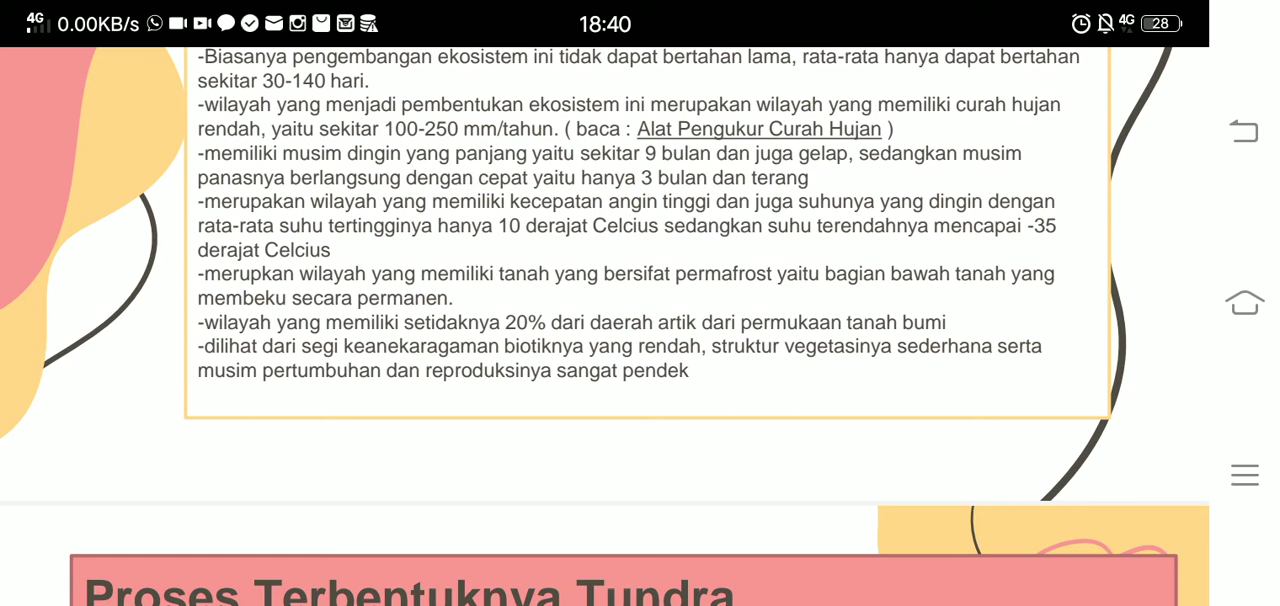 4G 0.00KB/s 18:40 4G 28
-Biasanya pengembangan ekosistem ini tidak dapat bertahan lama, rata-rata hanya dapat bertahan
sekitar 30-140 hari.
-wilayah yang menjadi pembentukan ekosistem ini merupakan wilayah yang memiliki curah hujan
rendah, yaitu sekitar 100-250 mm/tahun. ( baca : Alat Pengukur Curah Hujan )
-memiliki musim dingin yang panjang yaitu sekitar 9 bulan dan juga gelap, sedangkan musim
panasnya berlangsung dengan cepat yaitu hanya 3 bulan dan terang
-merupakan wilayah yang memiliki kecepatan angin tinggi dan juga suhunya yang dingin dengan
rata-rata suhu tertingginya hanya 10 derajat Celcius sedangkan suhu terendahnya mencapai -35
derajat Celcius
-merupkan wilayah yang memiliki tanah yang bersifat permafrost yaitu bagian bawah tanah yang
membeku secara permanen.
-wilayah yang memiliki setidaknya 20% dari daerah artik dari permukaan tanah bumi
-dilihat dari segi keanekaragaman biotiknya yang rendah, struktur vegetasinya sederhana serta
musim pertumbuhan dan reproduksinya sangat pendek
Proses Terbentuknya Tundra